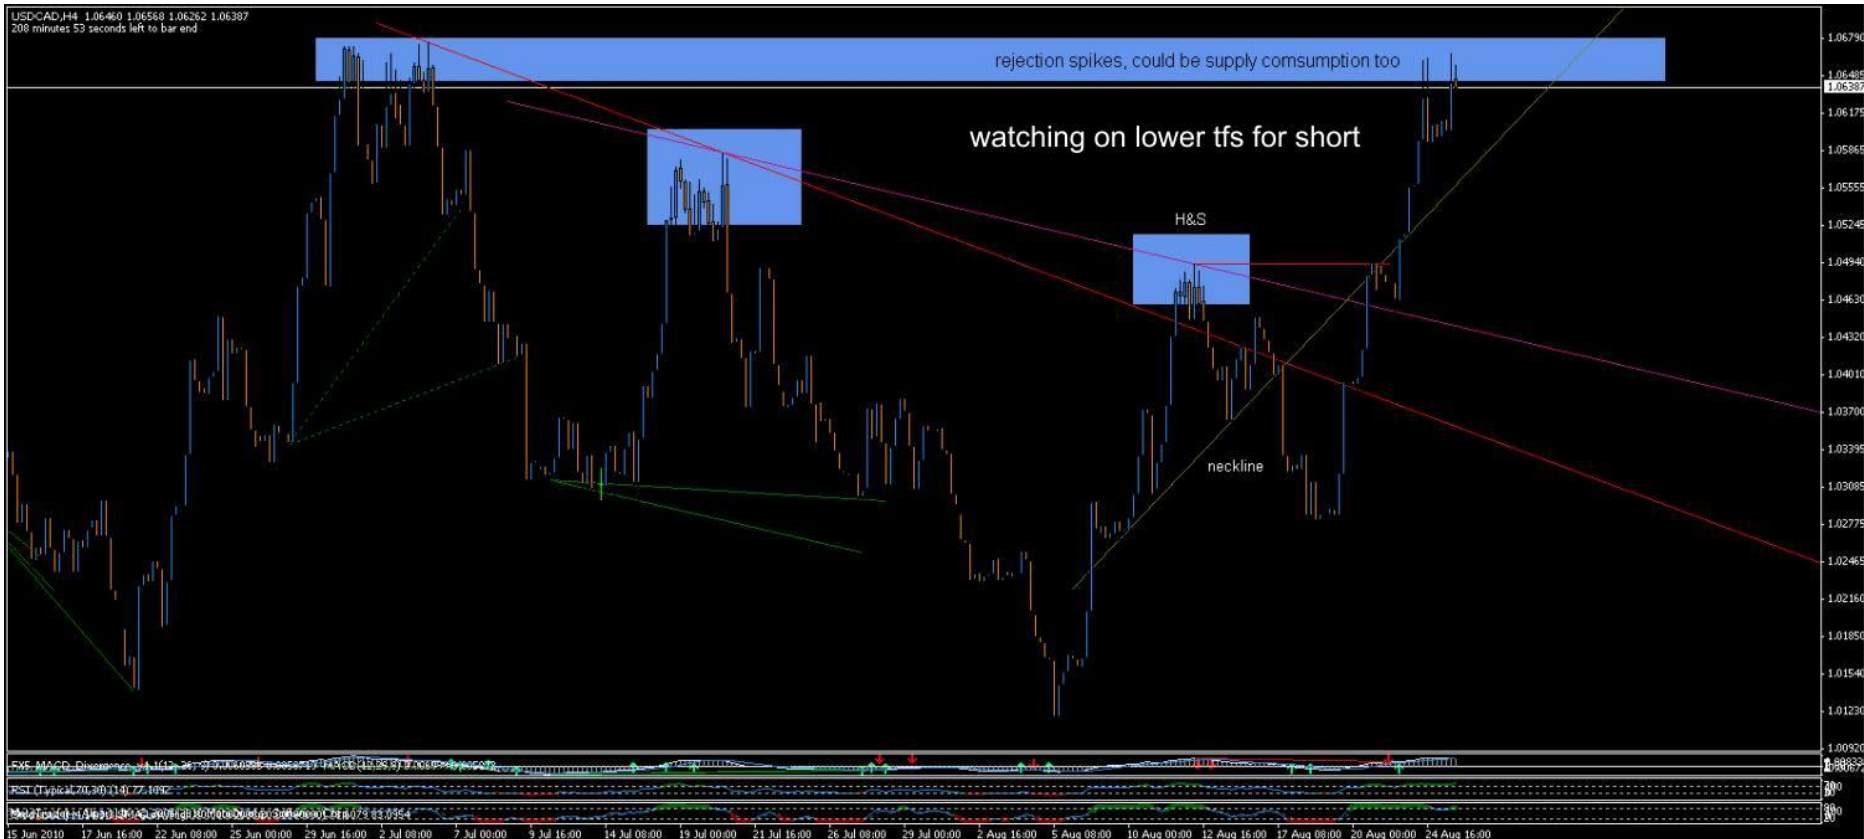 USDCAD,H4 1.06460 1.06568 1.06262 1.06387
208 minutes 53 seconds left to bar end
rejection spikes, could be supply comsumption too
watching on lower tfs for short
H&S
neckline
1.06790
1.06485
1.06387
1.06175
1.05865
1.05555
1.05245
1.04940
1.04630
1.04320
1.04010
1.03700
1.03395
1.03085
1.02775
1.02465
1.02160
1.01850
1.01540
1.01230
1.00920
RSI (Typical,70,30) (14) 77.1092
15 Jun 2010 17 Jun 16:00 22 Jun 08:00 25 Jun 00:00 29 Jun 16:00 2 Jul 08:00 7 Jul 00:00 9 Jul 16:00 14 Jul 08:00 19 Jul 00:00 21 Jul 16:00 26 Jul 08:00 29 Jul 00:00 2 Aug 16:00 5 Aug 08:00 10 Aug 00:00 12 Aug 16:00 17 Aug 08:00 20 Aug 00:00 24 Aug 16:00